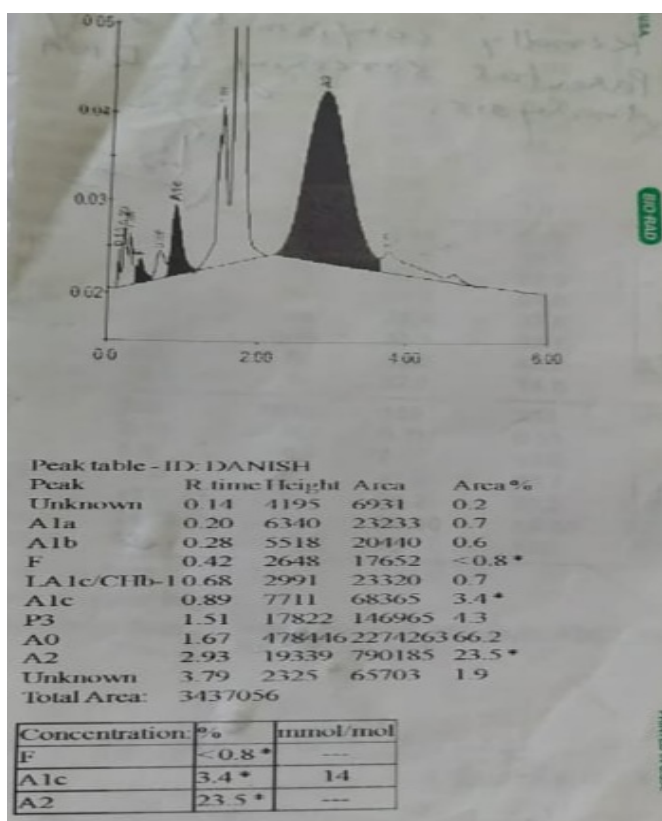 USA
BIO-RAD
0.05
0.04
0.03
0.02
A1c
F
A2
0.0 2.00 4.00 6.00
Peak table - ID: DANISH
Peak R.time Height Area Area%
Unknown 0.14 4195 6931 0.2
A1a 0.20 6340 23233 0.7
A1b 0.28 5518 20440 0.6
F 0.42 2648 17652 <0.8*
LA1c/CHb-1 0.68 2991 23320 0.7
A1c 0.89 7711 68365 3.4*
P3 1.51 17822 146965 4.3
A0 1.67 478446 2274263 66.2
A2 2.93 19339 790185 23.5*
Unknown 3.79 2325 65703 1.9
Total Area: 3437056
Concentration: % mmol/mol
F <0.8* ---
A1c 3.4* 14
A2 23.5* ---